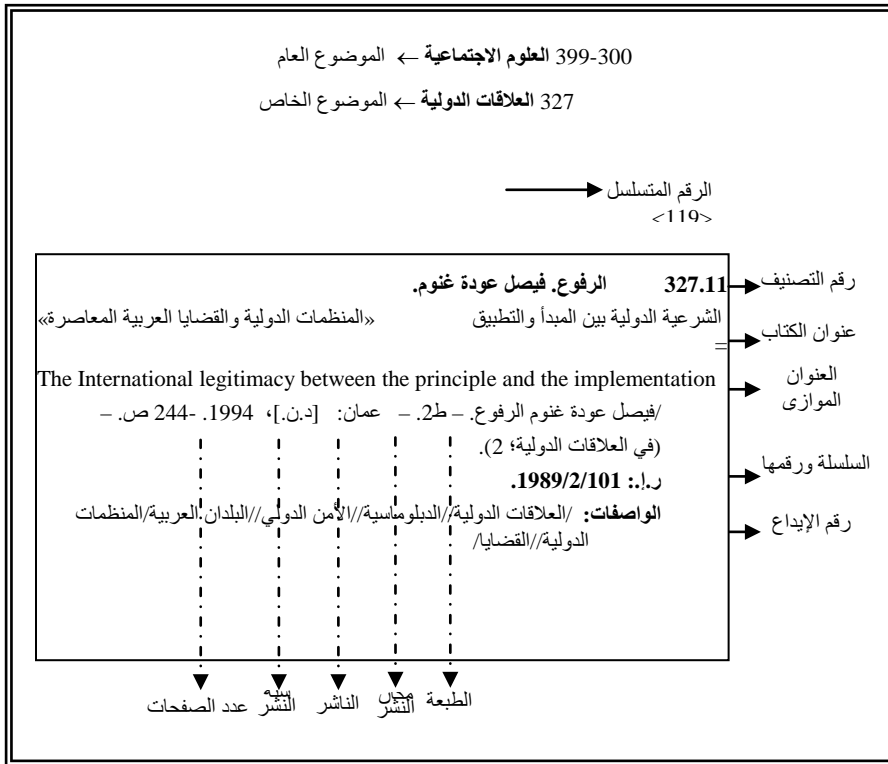 399-300 العلوم الاجتماعية ← الموضوع العام
327 العلاقات الدولية ← الموضوع الخاص
الرقم المتسلسل
<119>
رقم التصنيف
327.11 الرفوع. فيصل عودة غنوم.
عنوان الكتاب
الشرعية الدولية بين المبدأ والتطبيق «المنظمات الدولية والقضايا العربية المعاصرة»
=
العنوان
الموازى
The International legitimacy between the principle and the implementation
/فيصل عودة غنوم الرفوع. – ط2. – عمان: [د.ن.]، 1994. -244 ص. –
السلسلة ورقمها
(في العلاقات الدولية؛ 2).
ر.إ.: 1989/2/101.
رقم الإيداع
الواصفات: /العلاقات الدولية//الدبلوماسية//الأمن الدولي//البلدان العربية/المنظمات
الدولية//القضايا/
الطبعة
مكان
النشر
الناشر
سنة
النشر
عدد الصفحات